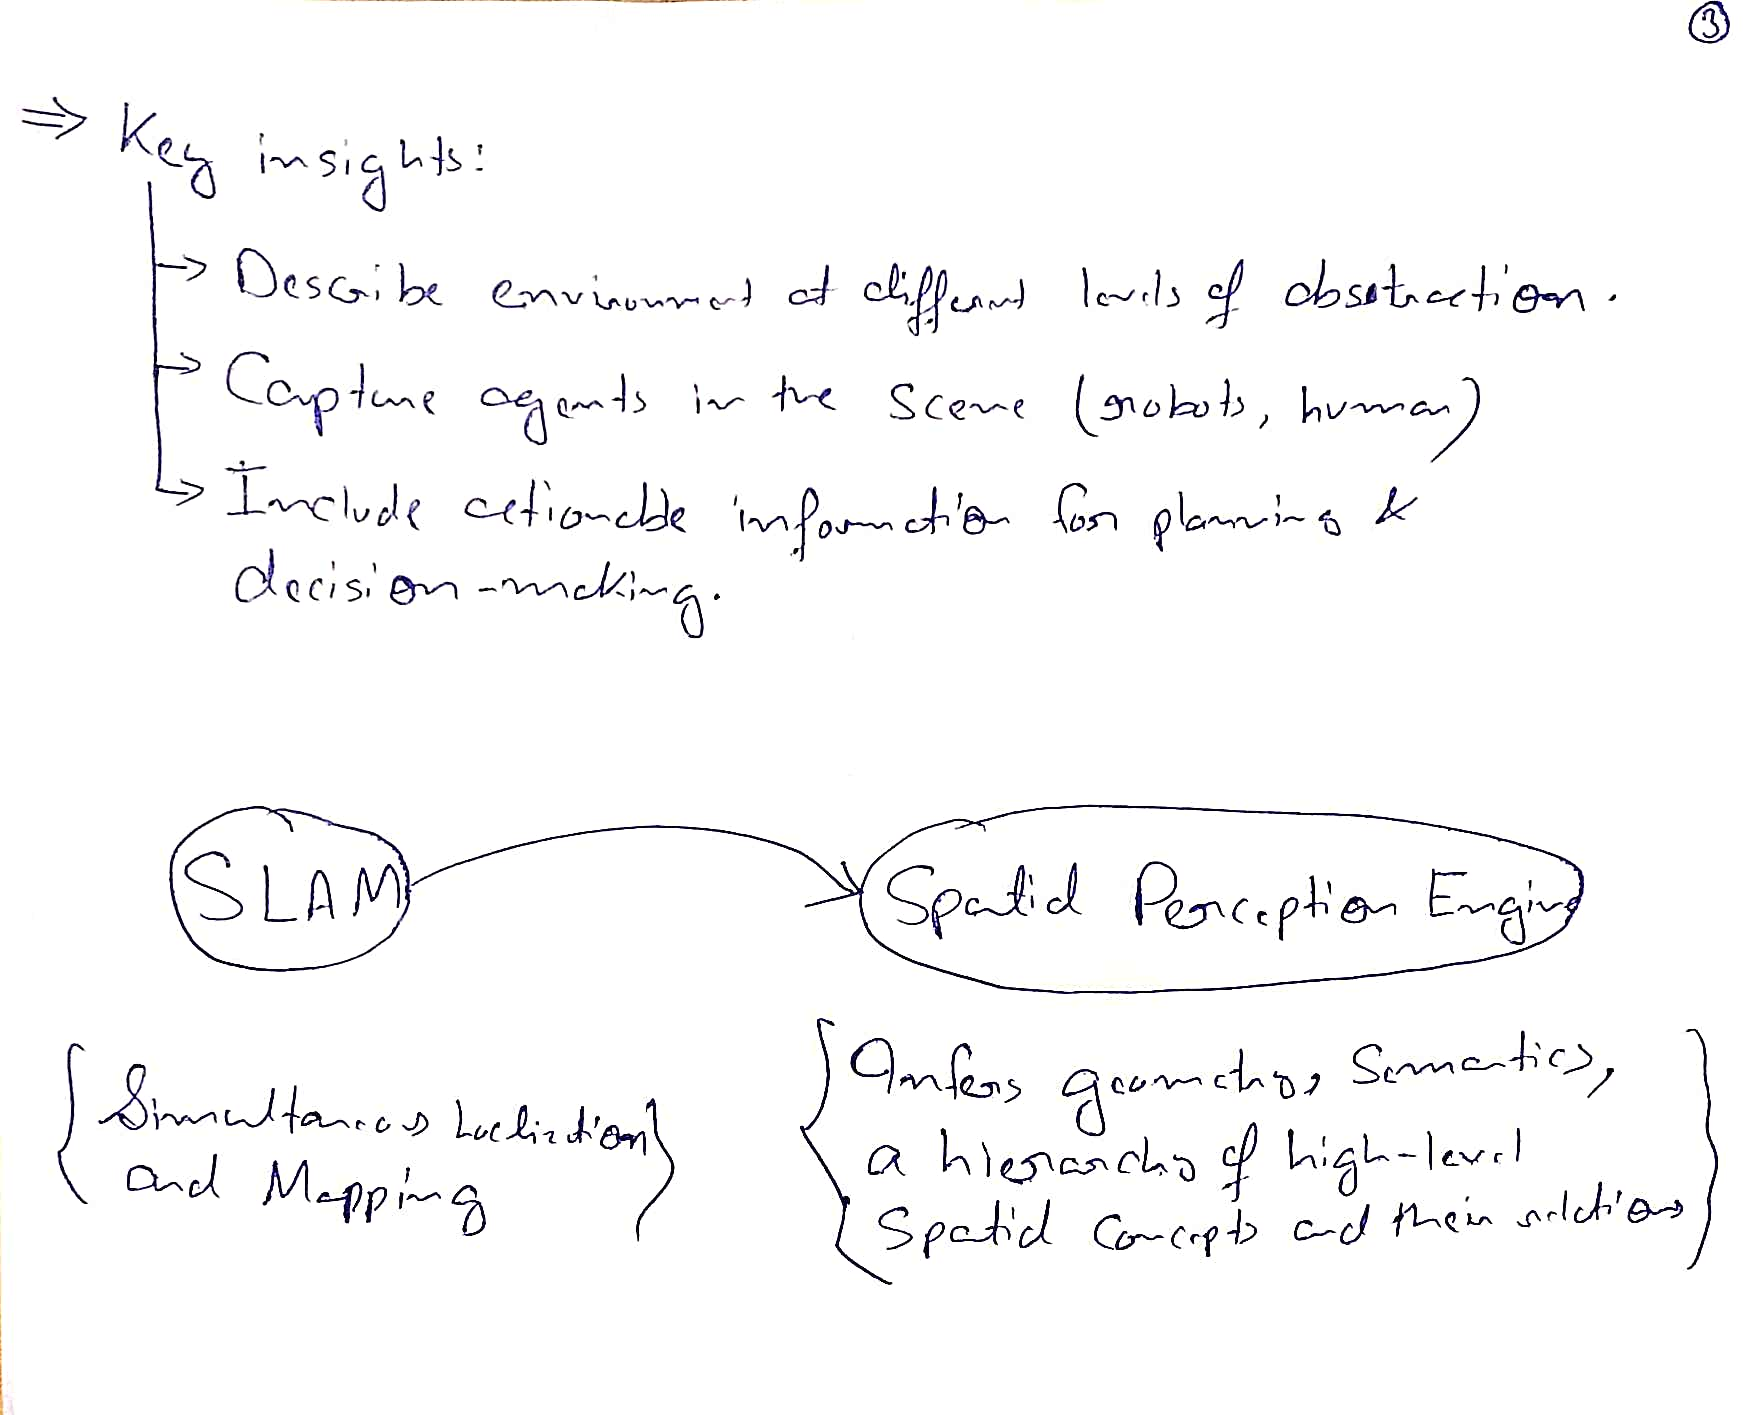 ③
⇒ Key insights:
→ Describe environment at different levels of abstraction.
→ Capture agents in the scene (robots, human)
→ Include actionable information for planning &
decision-making.
SLAM
Spatial Perception Engine
{ Simultaneous Localization
and Mapping }
{ Infers geometry, Semantics,
a hierarchy of high-level
Spatial Concepts and their relations }